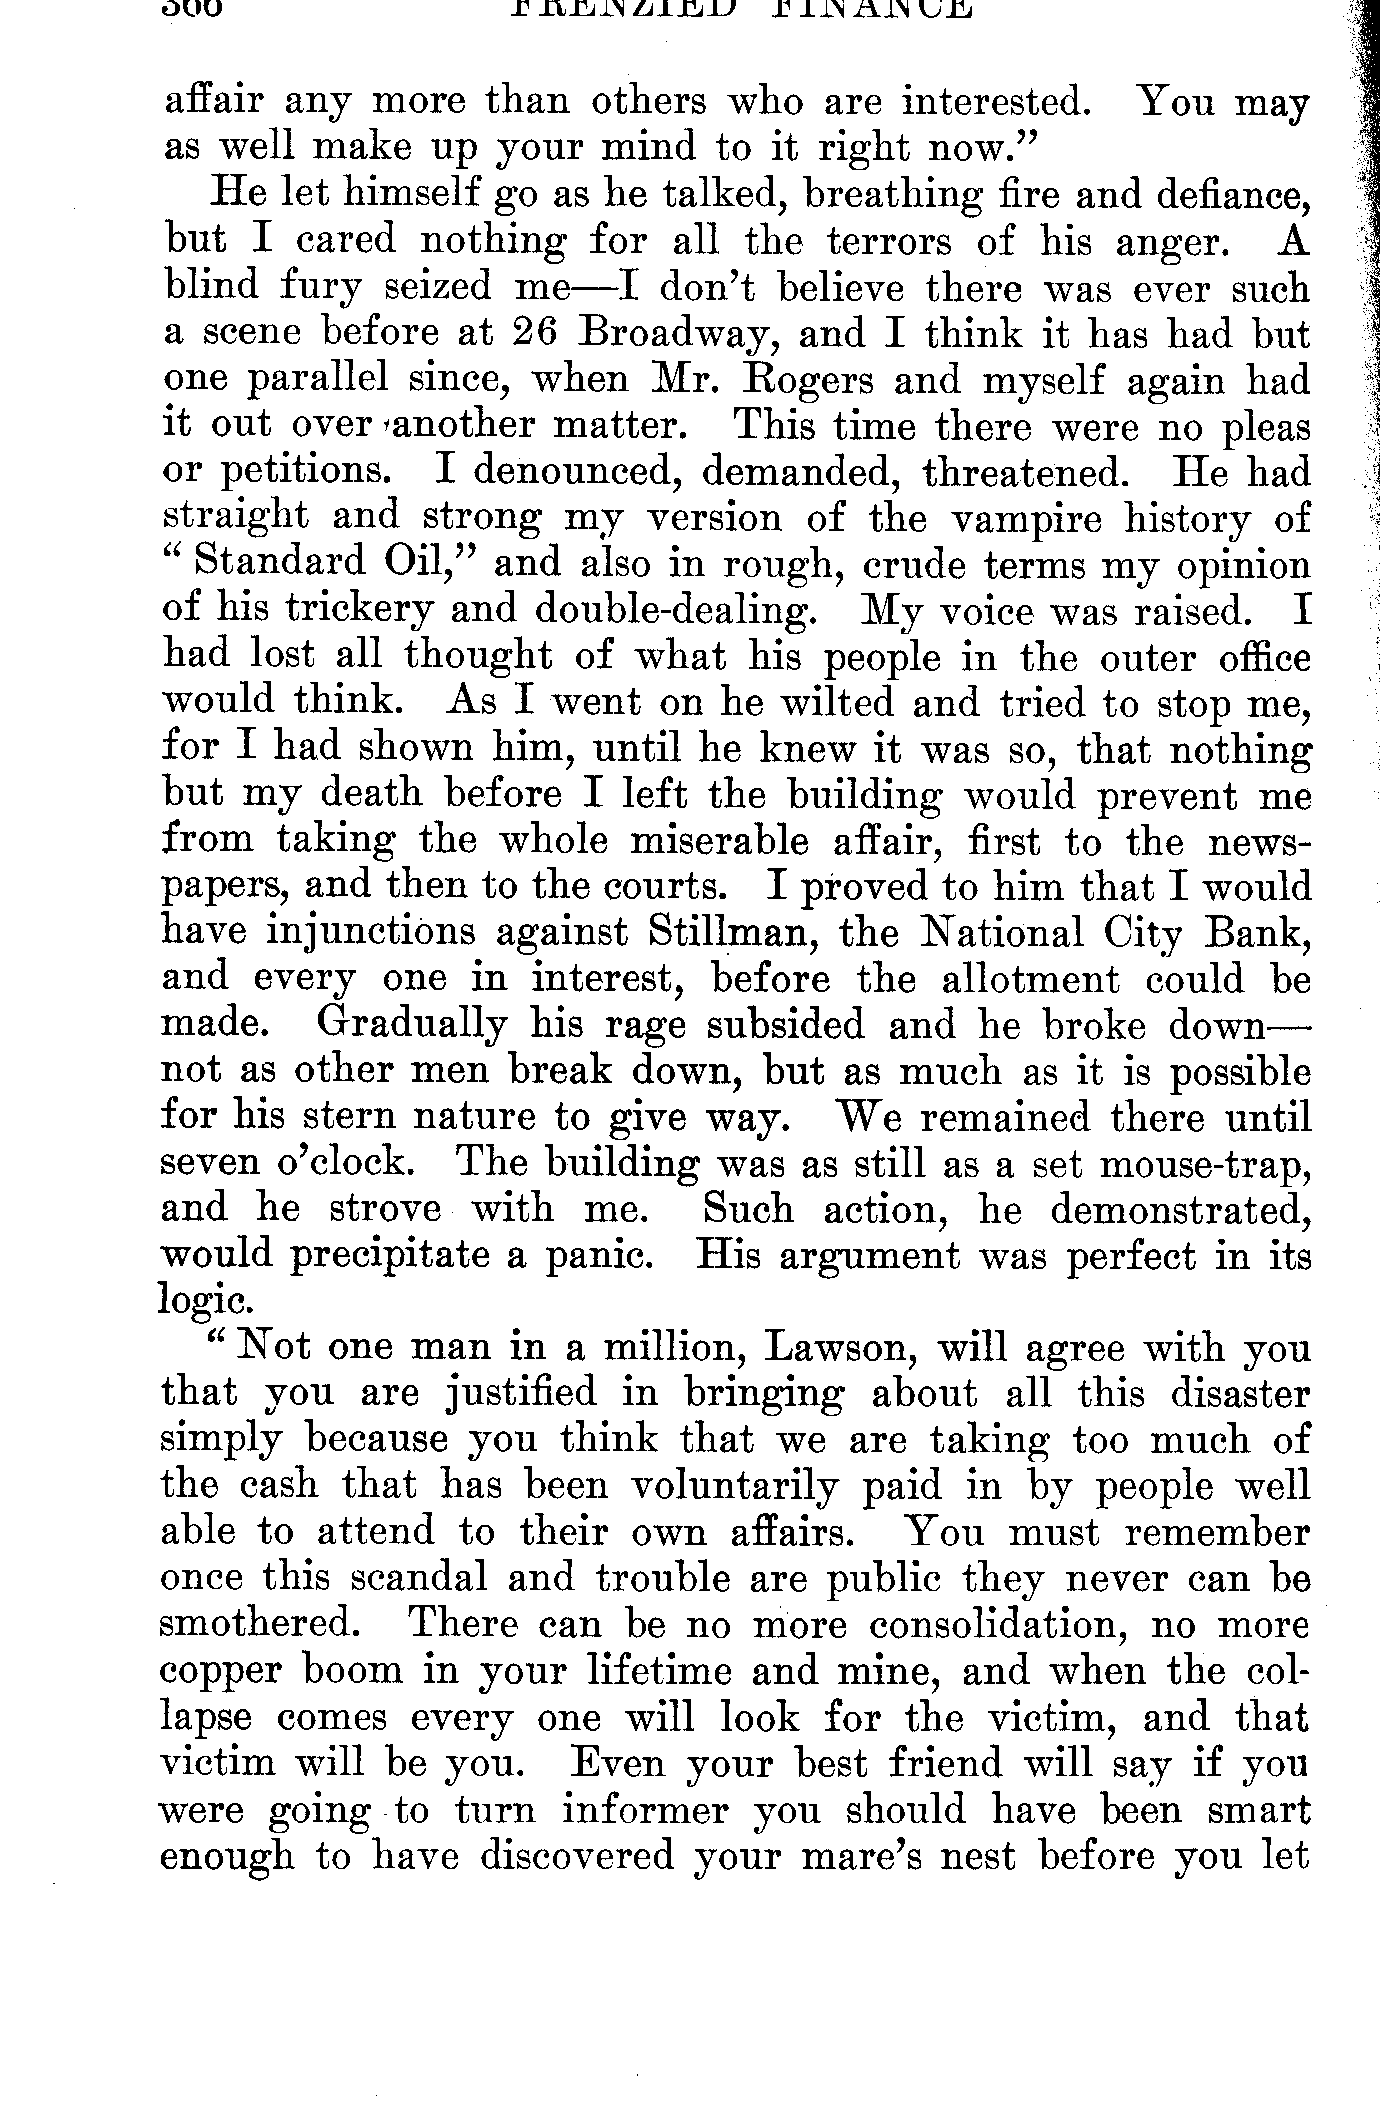 FRENZIED FINANCE
affair any more than others who are interested. You may
as well make up your mind to it right now."
He let himself go as he talked, breathing fire and defiance,
but I cared nothing for all the terrors of his anger. A
blind fury seized me—I don't believe there was ever such
a scene before at 26 Broadway, and I think it has had but
one parallel since, when Mr. Rogers and myself again had
it out over another matter. This time there were no pleas
or petitions. I denounced, demanded, threatened. He had
straight and strong my version of the vampire history of
"Standard Oil," and also in rough, crude terms my opinion
of his trickery and double-dealing. My voice was raised. I
had lost all thought of what his people in the outer office
would think. As I went on he wilted and tried to stop me,
for I had shown him, until he knew it was so, that nothing
but my death before I left the building would prevent me
from taking the whole miserable affair, first to the news-
papers, and then to the courts. I proved to him that I would
have injunctions against Stillman, the National City Bank,
and every one in interest, before the allotment could be
made. Gradually his rage subsided and he broke down—
not as other men break down, but as much as it is possible
for his stern nature to give way. We remained there until
seven o'clock. The building was as still as a set mouse-trap,
and he strove with me. Such action, he demonstrated,
would precipitate a panic. His argument was perfect in its
logic.
"Not one man in a million, Lawson, will agree with you
that you are justified in bringing about all this disaster
simply because you think that we are taking too much of
the cash that has been voluntarily paid in by people well
able to attend to their own affairs. You must remember
once this scandal and trouble are public they never can be
smothered. There can be no more consolidation, no more
copper boom in your lifetime and mine, and when the col-
lapse comes every one will look for the victim, and that
victim will be you. Even your best friend will say if you
were going to turn informer you should have been smart
enough to have discovered your mare's nest before you let